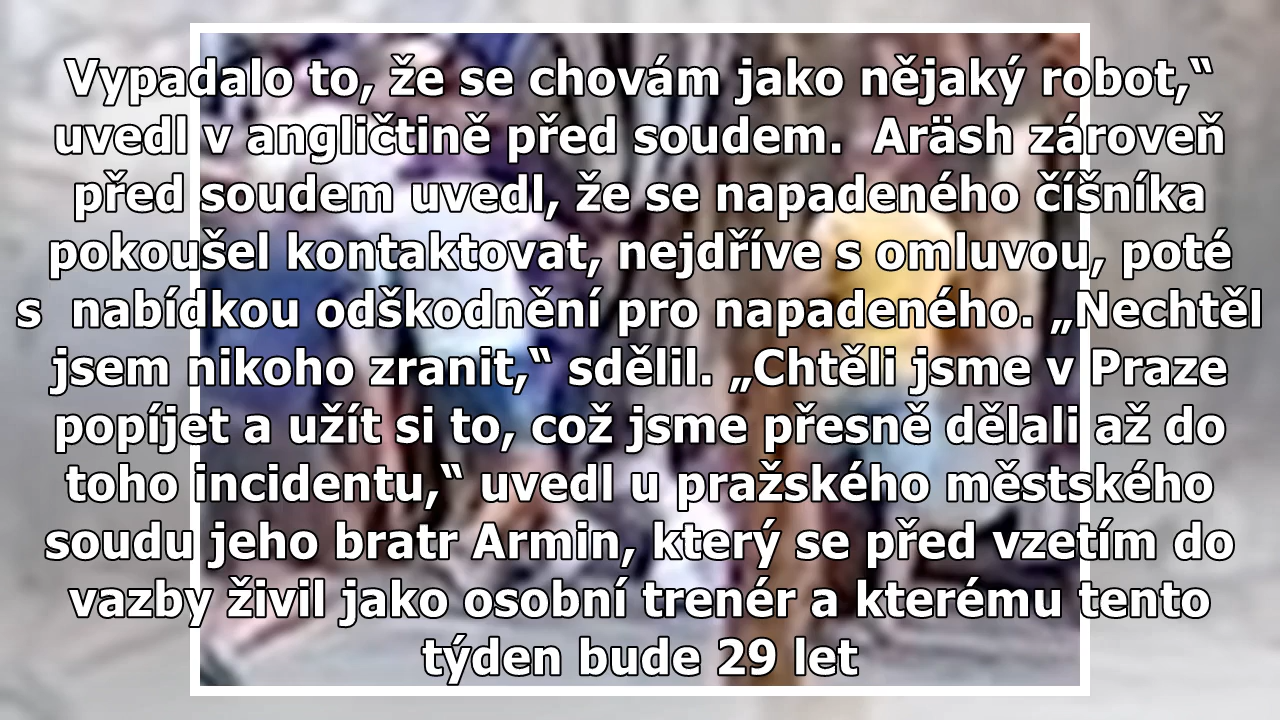 Vypadalo to, že se chovám jako nějaký robot,“
uvedl v angličtině před soudem.  Aräsh zároveň
před soudem uvedl, že se napadeného číšníka
pokoušel kontaktovat, nejdříve s omluvou, poté
s  nabídkou odškodnění pro napadeného. „Nechtěl
jsem nikoho zranit,“ sdělil. „Chtěli jsme v Praze
popíjet a užít si to, což jsme přesně dělali až do
toho incidentu,“ uvedl u pražského městského
soudu jeho bratr Armin, který se před vzetím do
vazby živil jako osobní trenér a kterému tento
týden bude 29 let